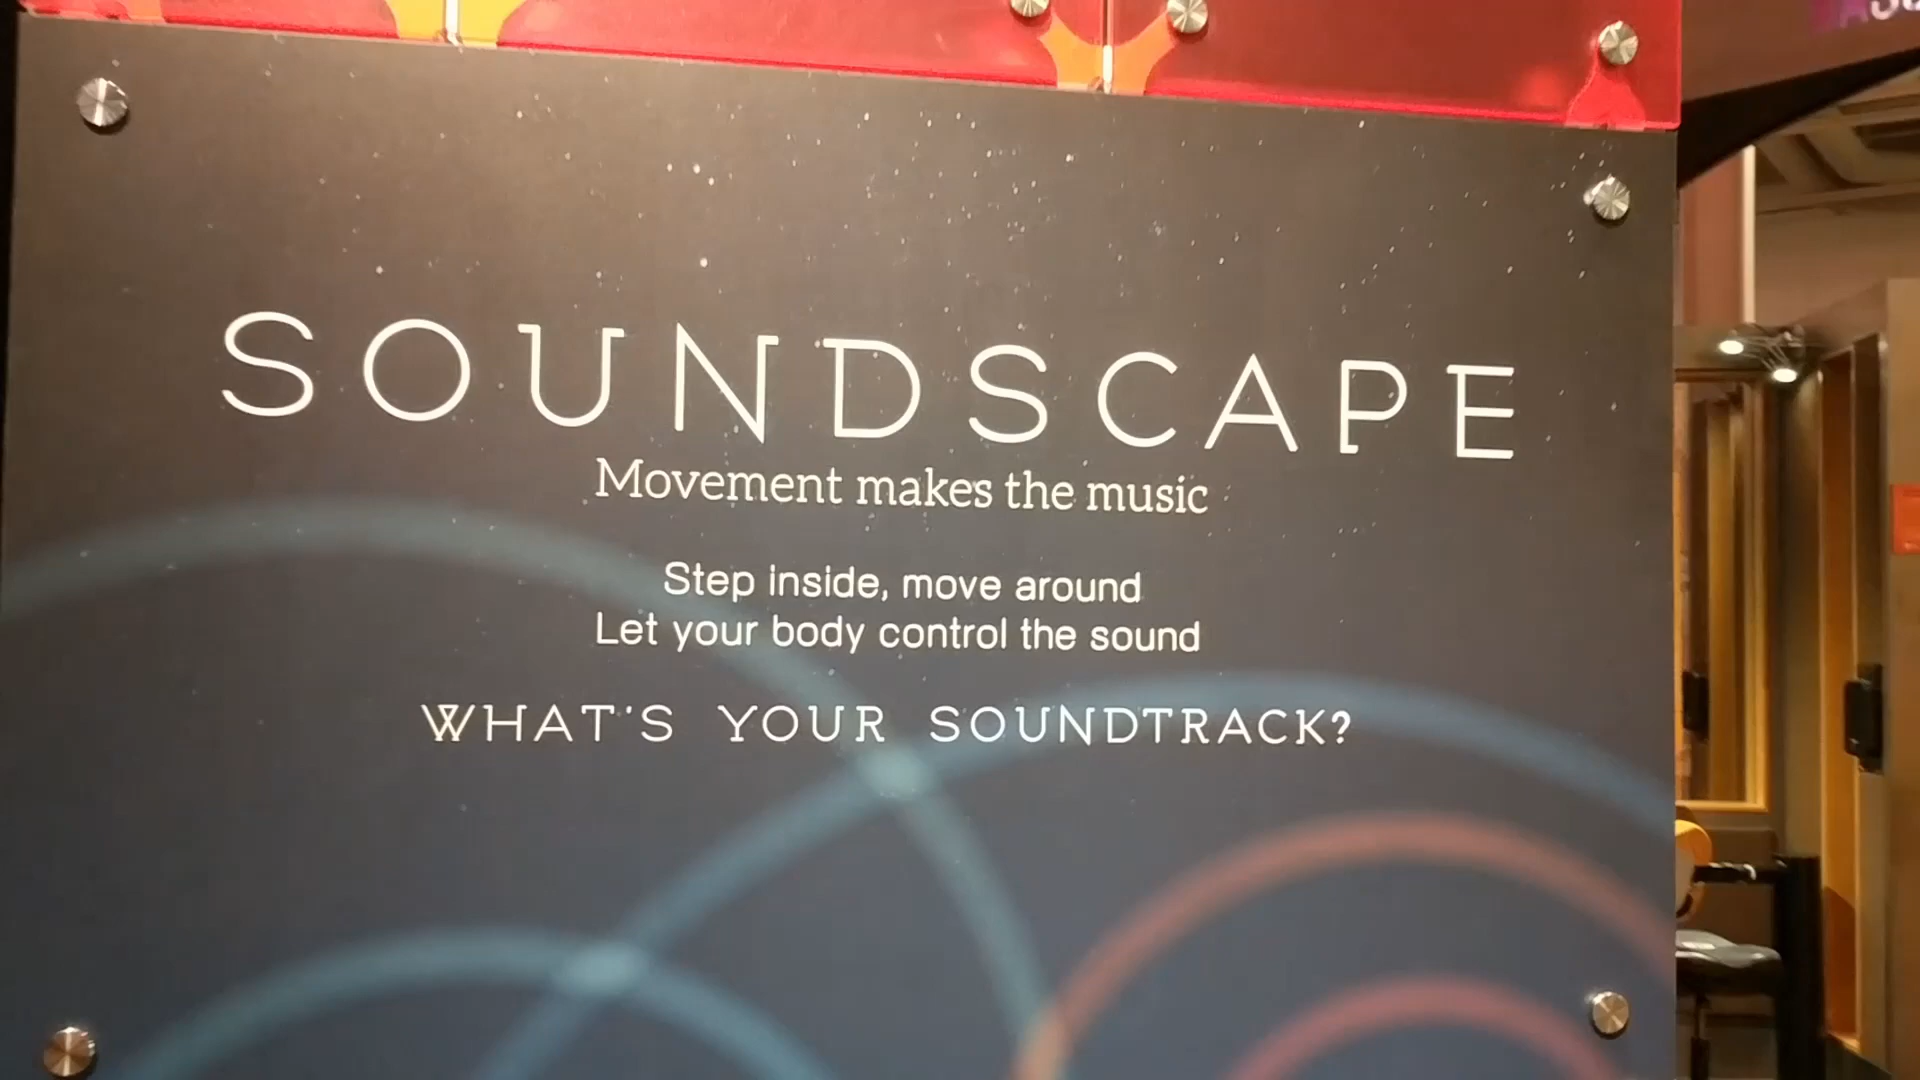 SOUNDSCAPE
Movement makes the music
Step inside, move around
Let your body control the sound
WHAT'S YOUR SOUNDTRACK?